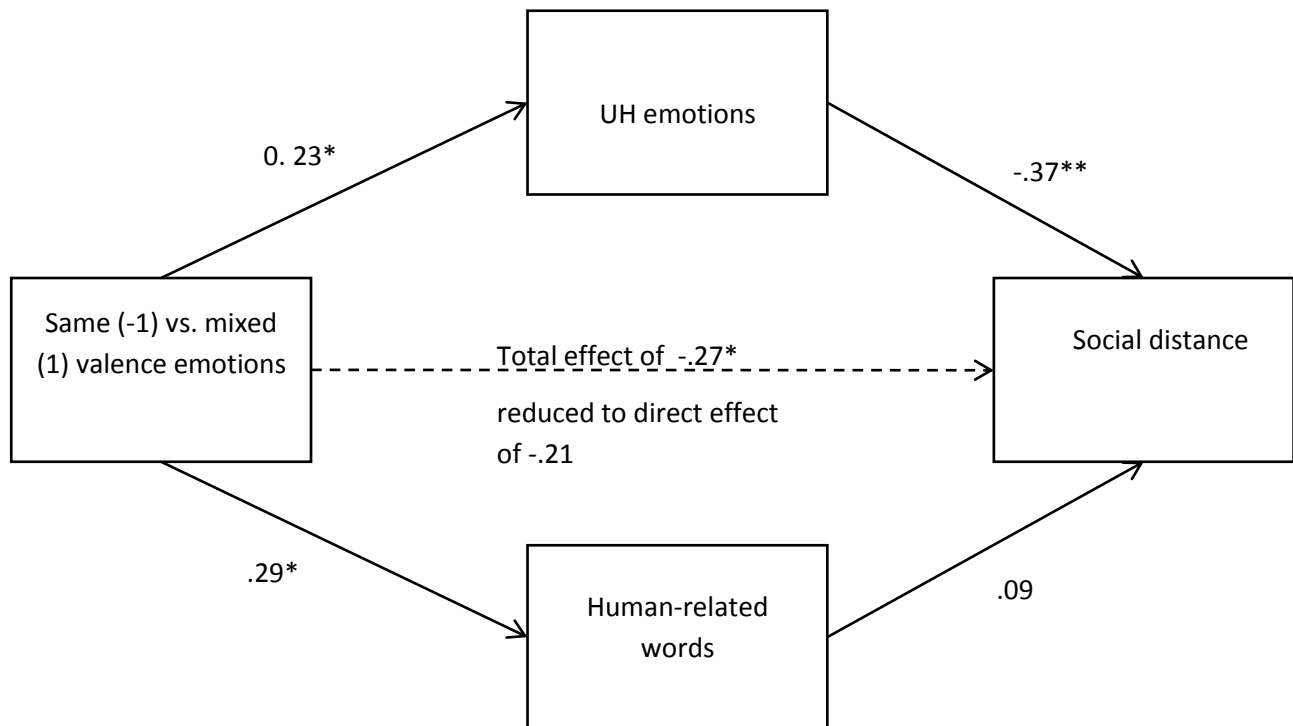 UH emotions
0. 23*
-.37**
Same (-1) vs. mixed
(1) valence emotions
Total effect of -.27*
reduced to direct effect
of -.21
Social distance
.29*
Human-related
words
.09